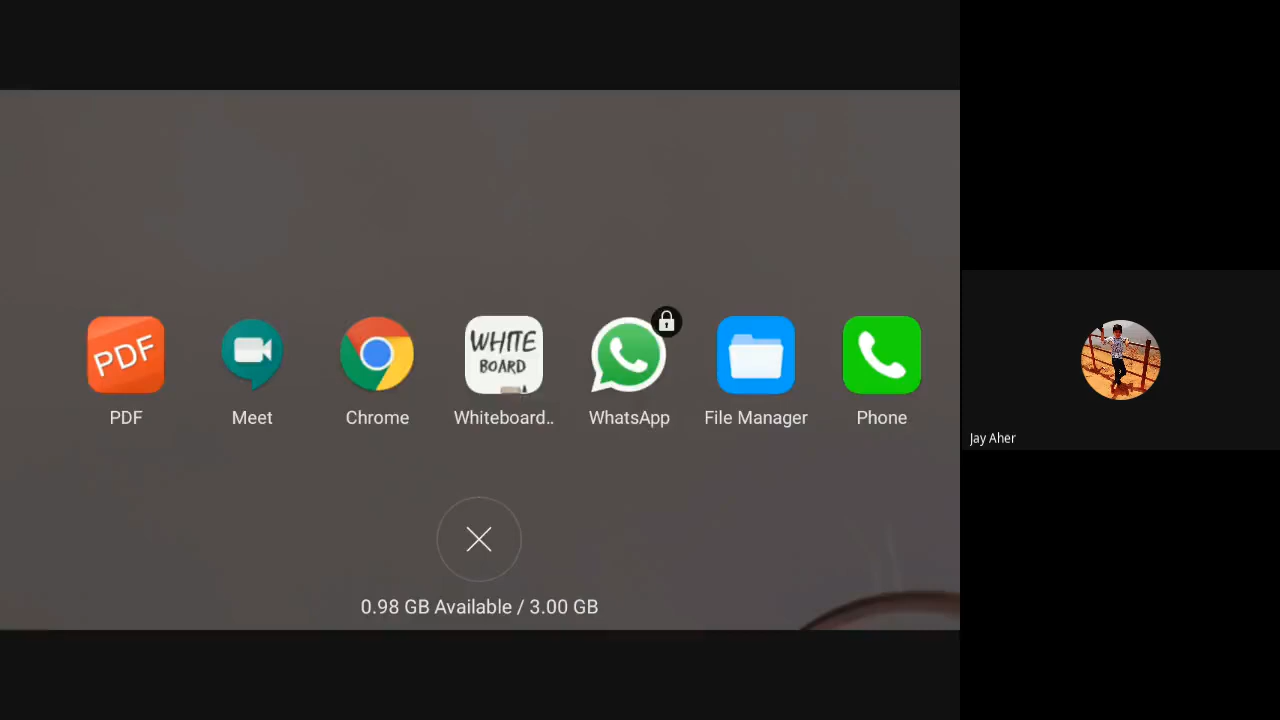 PDF
WHITE
BOARD
PDF Meet Chrome Whiteboard.. WhatsApp File Manager Phone
0.98 GB Available / 3.00 GB
Jay Aher